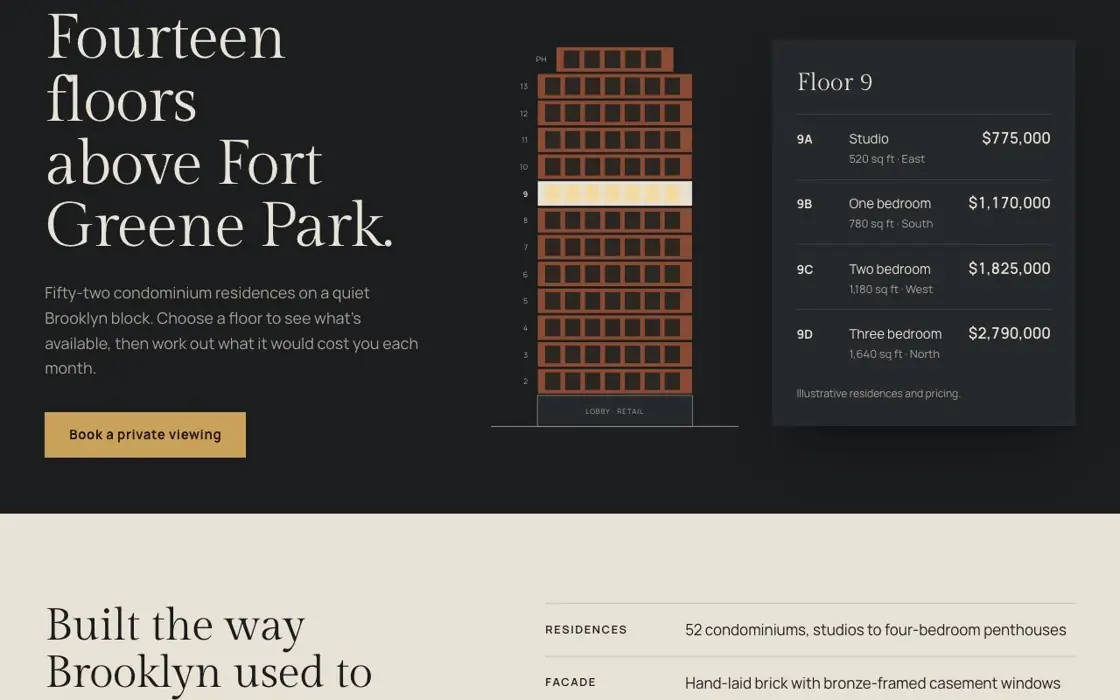 Fourteen
floors
above Fort
Greene Park.
Fifty-two condominium residences on a quiet
Brooklyn block. Choose a floor to see what's
available, then work out what it would cost you each
month.
Book a private viewing
PH
13
12
11
10
9
8
7
6
5
4
3
2
LOBBY RETAIL
Floor 9
9A Studio $775,000
520 sq ft · East
9B One bedroom $1,170,000
780 sq ft · South
9C Two bedroom $1,825,000
1,180 sq ft · West
9D Three bedroom $2,790,000
1,640 sq ft · North
Illustrative residences and pricing.
Built the way
Brooklyn used to
RESIDENCES 52 condominiums, studios to four-bedroom penthouses
FACADE Hand-laid brick with bronze-framed casement windows